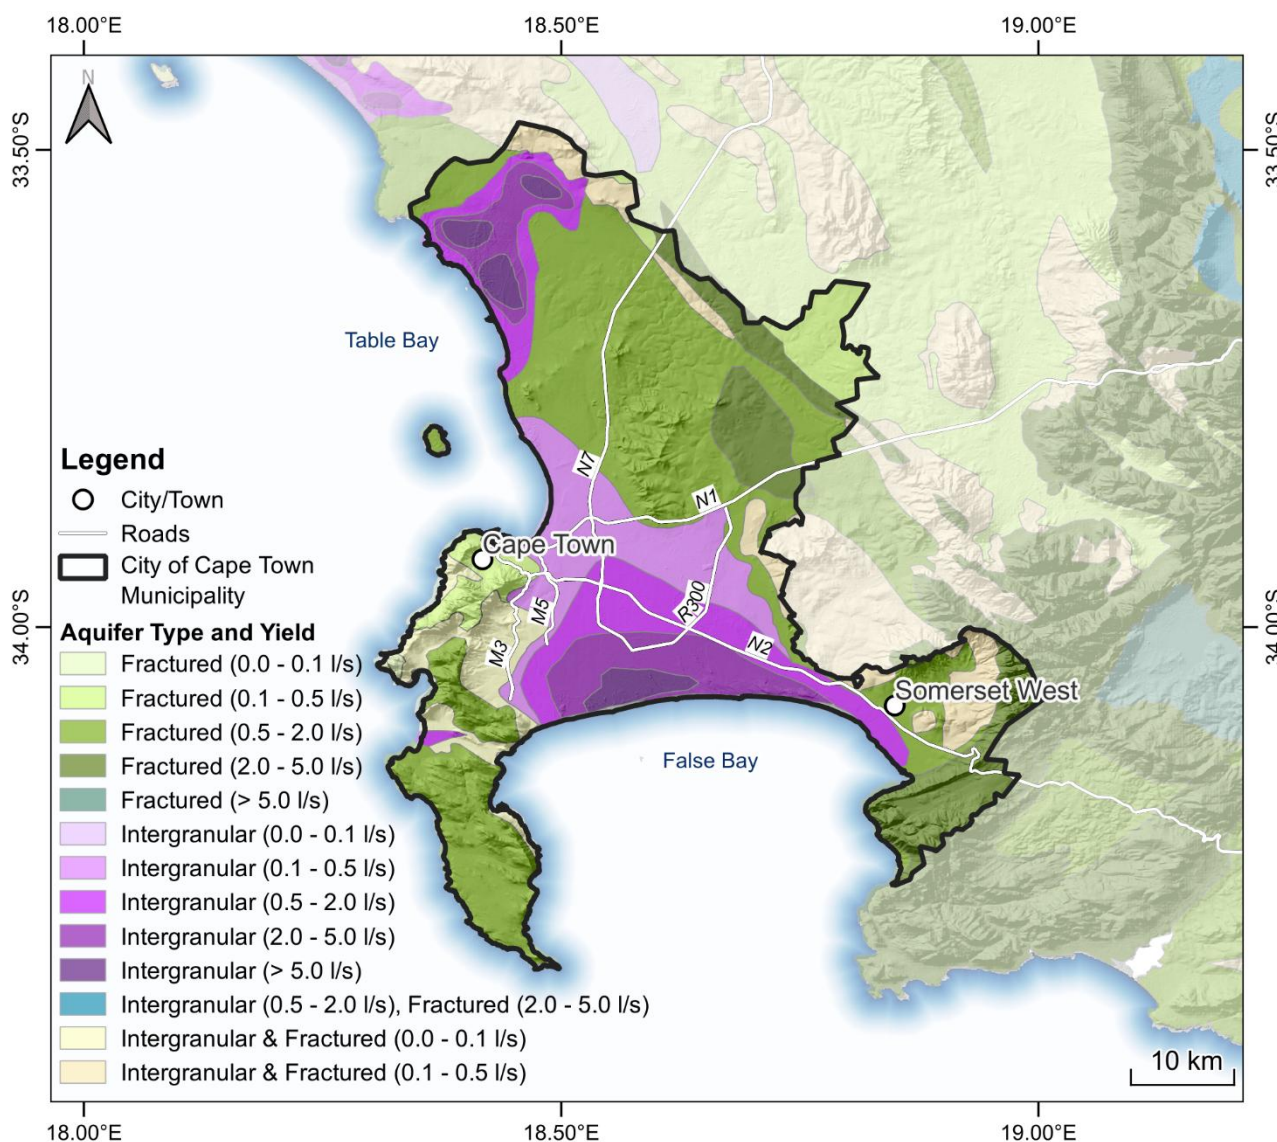 18.00°E 18.50°E 19.00°E
N
33.50°S
33.50°S
Table Bay
Legend
City/Town
Roads
City of Cape Town
Municipality
Aquifer Type and Yield
Fractured (0.0 - 0.1 l/s)
Fractured (0.1 - 0.5 l/s)
Fractured (0.5 - 2.0 l/s)
Fractured (2.0 - 5.0 l/s)
Fractured (> 5.0 l/s)
Intergranular (0.0 - 0.1 l/s)
Intergranular (0.1 - 0.5 l/s)
Intergranular (0.5 - 2.0 l/s)
Intergranular (2.0 - 5.0 l/s)
Intergranular (> 5.0 l/s)
Intergranular (0.5 - 2.0 l/s), Fractured (2.0 - 5.0 l/s)
Intergranular & Fractured (0.0 - 0.1 l/s)
Intergranular & Fractured (0.1 - 0.5 l/s)
N7
N1
Cape Town
M5
R300
M3
N2
34.00°S
34.00°S
Somerset West
False Bay
10 km
18.00°E 18.50°E 19.00°E